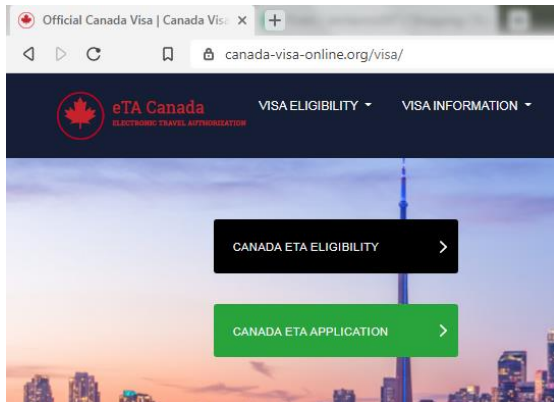 Official Canada Visa | Canada Vis
canada-visa-online.org/visa/
eTA Canada
ELECTRONIC TRAVEL AUTHORIZATION
VISA ELIGIBILITY
VISA INFORMATION
CANADA ETA ELIGIBILITY
CANADA ETA APPLICATION